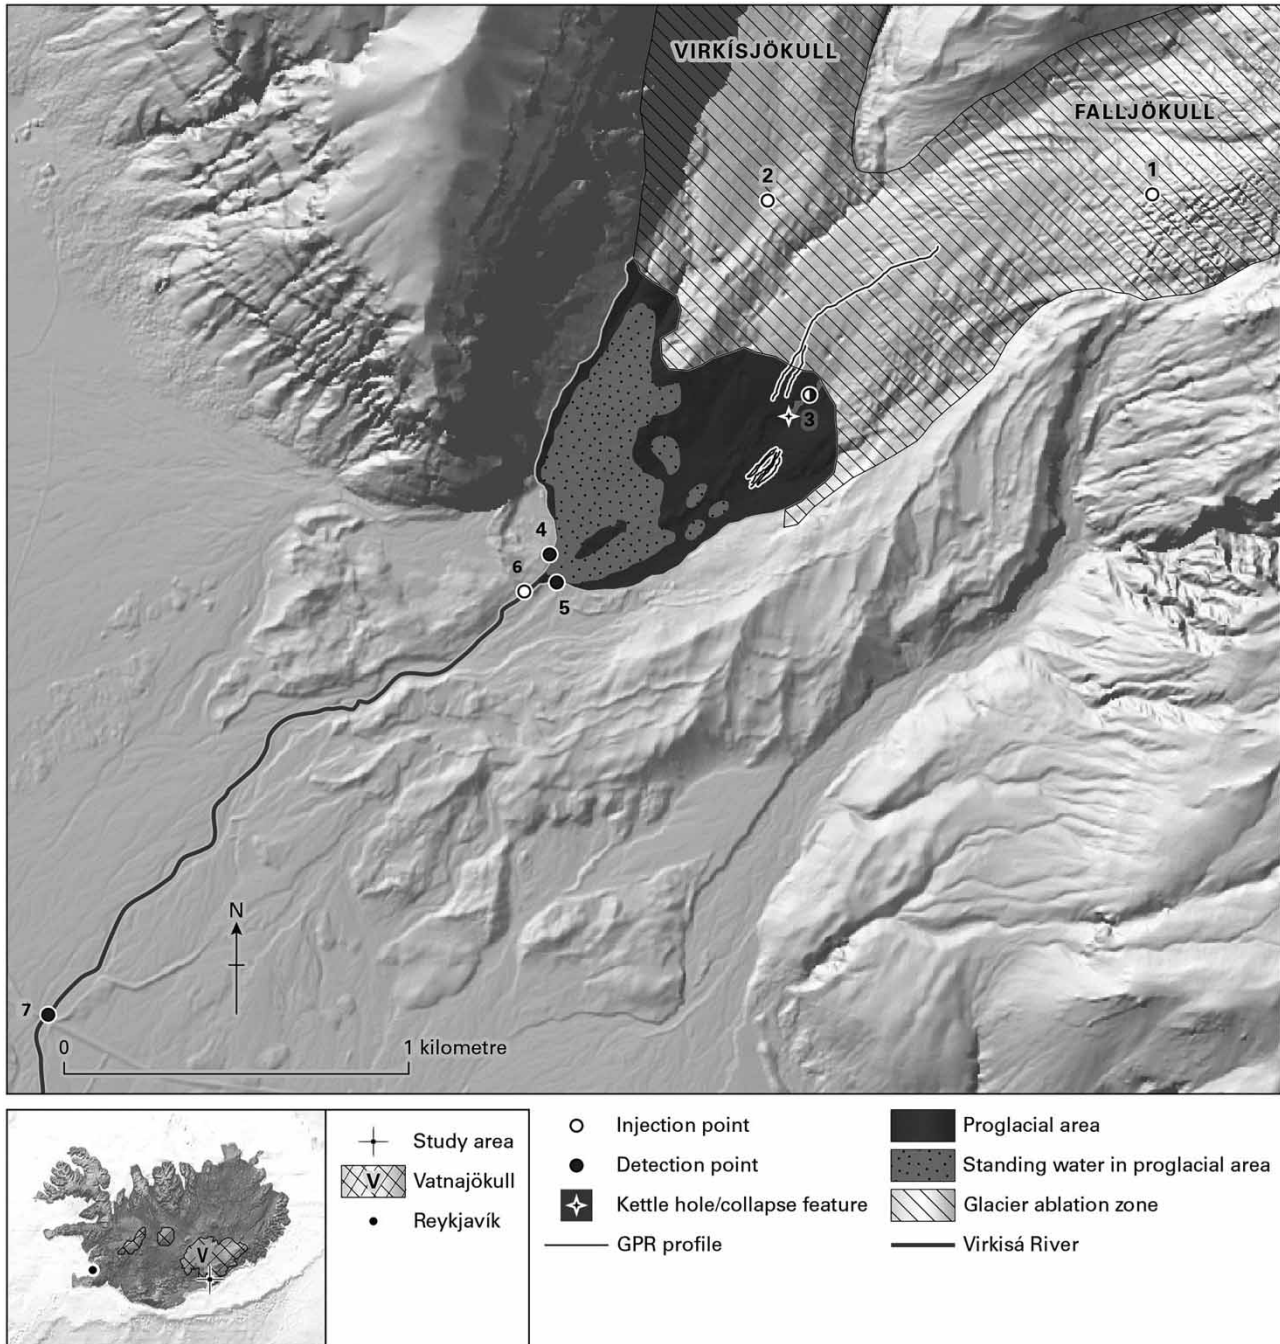 VIRKÍSJÖKULL
FALLJÖKULL
2
1
3
4
6
5
N
7
0
1 kilometre
V
Study area
V Vatnajökull
Reykjavík
Injection point
Detection point
Kettle hole/collapse feature
GPR profile
Proglacial area
Standing water in proglacial area
Glacier ablation zone
Virkisá River